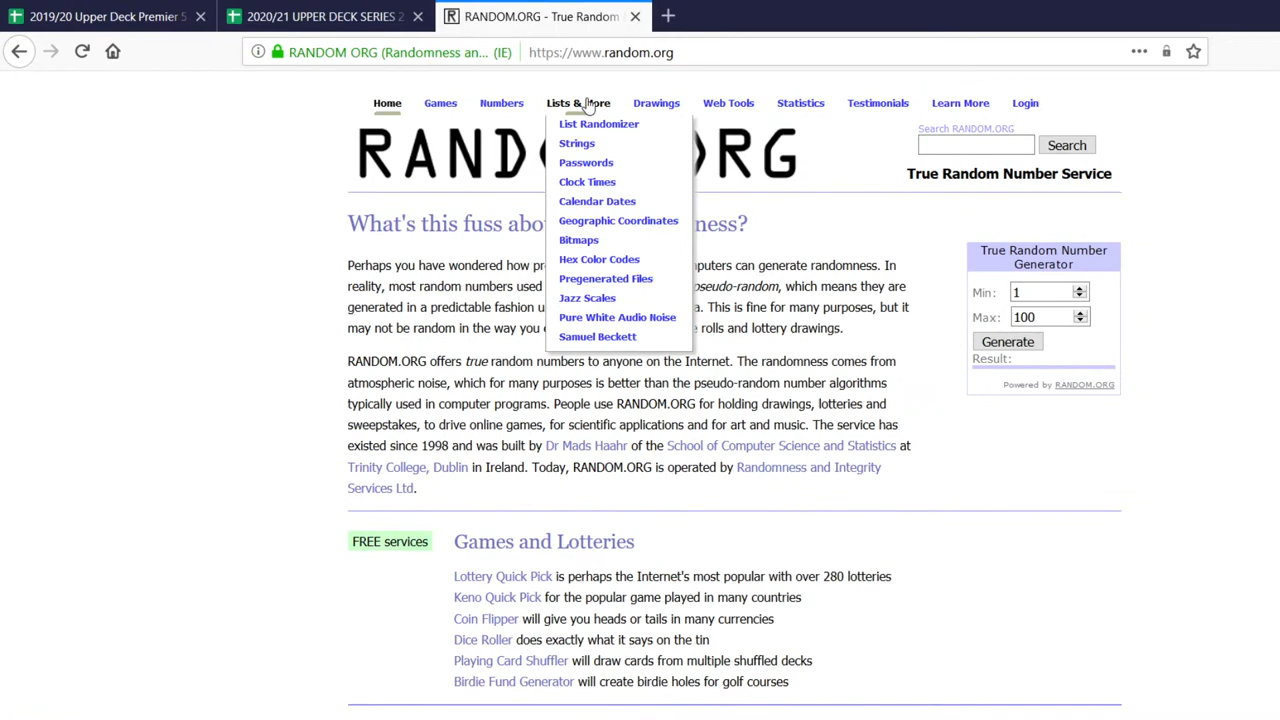 2019/20 Upper Deck Premier 5
2020/21 UPPER DECK SERIES 2
RANDOM.ORG - True Random
RANDOM ORG (Randomness an... (IE)
https://www.random.org
Home Games Numbers Lists & More Drawings Web Tools Statistics Testimonials Learn More Login
List Randomizer
Strings
Passwords
Clock Times
Calendar Dates
Geographic Coordinates
Bitmaps
Hex Color Codes
Pregenerated Files
Jazz Scales
Pure White Audio Noise
Samuel Beckett
RAND RG
Search RANDOM.ORG
Search
True Random Number Service
What's this fuss abo ness?
Perhaps you have wondered how pr puters can generate randomness. In
reality, most random numbers used pseudo-random, which means they are
generated in a predictable fashion u a. This is fine for many purposes, but it
may not be random in the way you e rolls and lottery drawings.
RANDOM.ORG offers true random numbers to anyone on the Internet. The randomness comes from
atmospheric noise, which for many purposes is better than the pseudo-random number algorithms
typically used in computer programs. People use RANDOM.ORG for holding drawings, lotteries and
sweepstakes, to drive online games, for scientific applications and for art and music. The service has
existed since 1998 and was built by Dr Mads Haahr of the School of Computer Science and Statistics at
Trinity College, Dublin in Ireland. Today, RANDOM.ORG is operated by Randomness and Integrity
Services Ltd.
True Random Number
Generator
Min: 1
Max: 100
Generate
Result:
Powered by RANDOM.ORG
FREE services
Games and Lotteries
Lottery Quick Pick is perhaps the Internet's most popular with over 280 lotteries
Keno Quick Pick for the popular game played in many countries
Coin Flipper will give you heads or tails in many currencies
Dice Roller does exactly what it says on the tin
Playing Card Shuffler will draw cards from multiple shuffled decks
Birdie Fund Generator will create birdie holes for golf courses